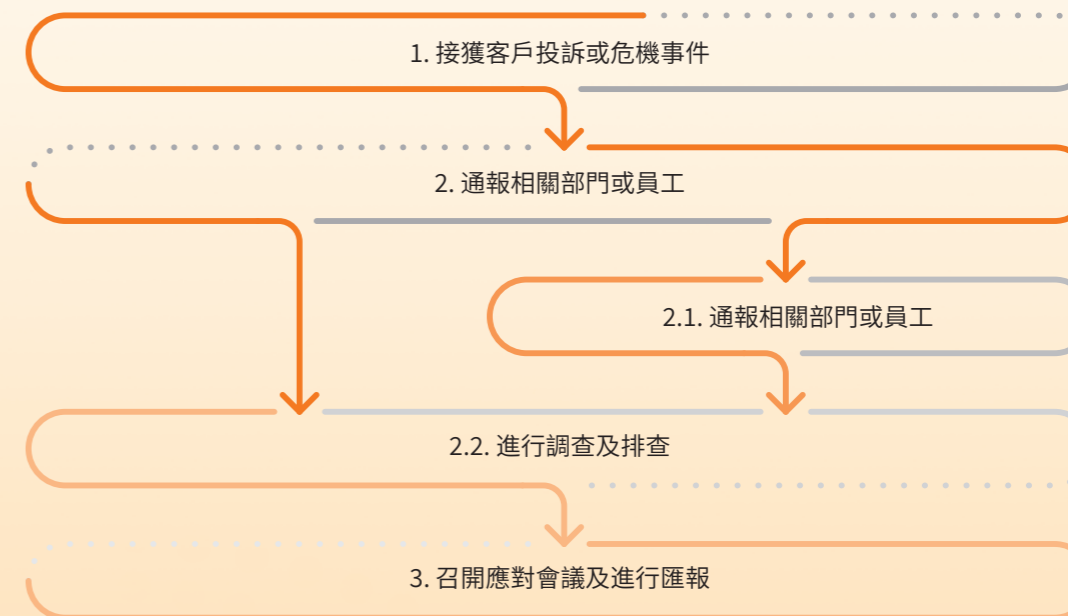 1. 接獲客戶投訴或危機事件
2. 通報相關部門或員工
2.1. 通報相關部門或員工
2.2. 進行調查及排查
3. 召開應對會議及進行匯報